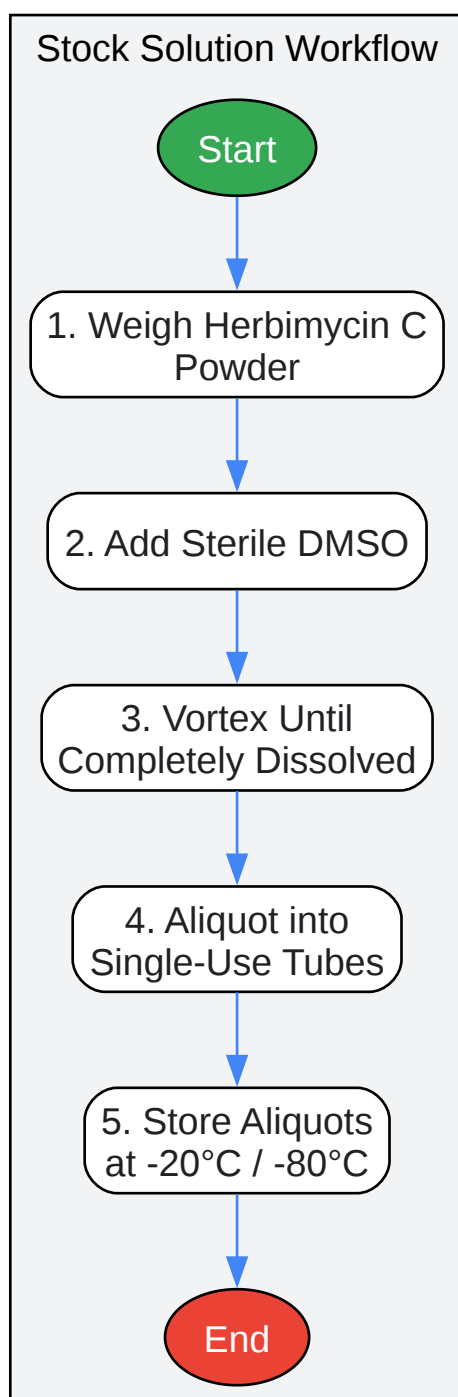 Stock Solution Workflow
Start
1. Weigh Herbimycin C
Powder
2. Add Sterile DMSO
3. Vortex Until
Completely Dissolved
4. Aliquot into
Single-Use Tubes
5. Store Aliquots
at -20°C / -80°C
End